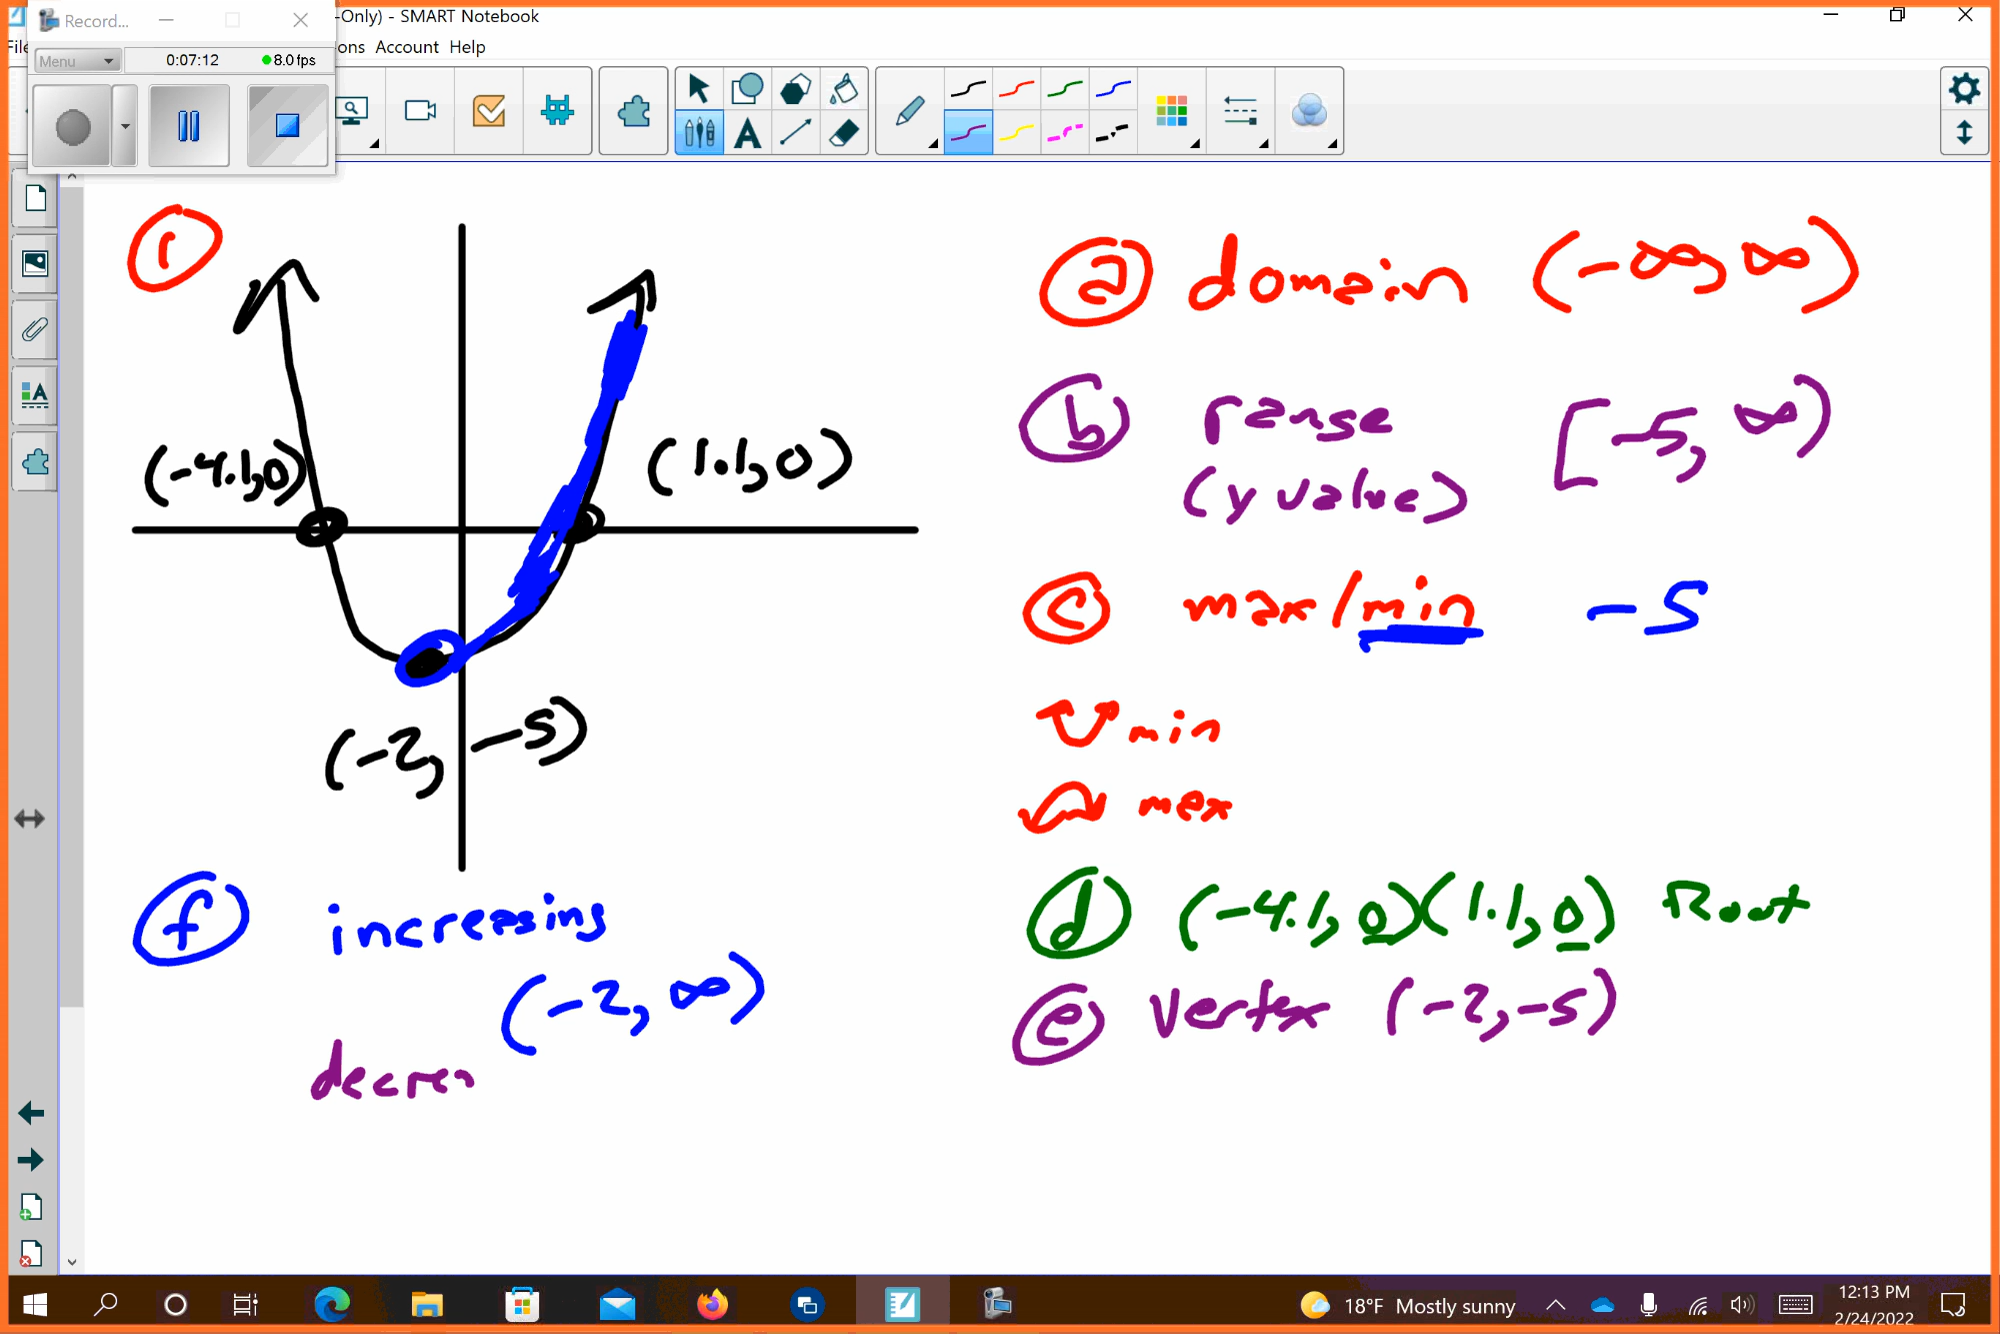 Record...
-Only) - SMART Notebook
File
ons Account Help
Menu
0:07:12
8.0 fps
1
(-4.1,0)
(1.1,0)
(-2, -5)
a domain (-∞,∞)
b range [-5, ∞)
(y value)
c max/min -5
min
max
d (-4.1,0)(1.1,0) Root
e vertex (-2,-5)
f increasing
(-2, ∞)
decrea
18°F Mostly sunny
12:13 PM
2/24/2022